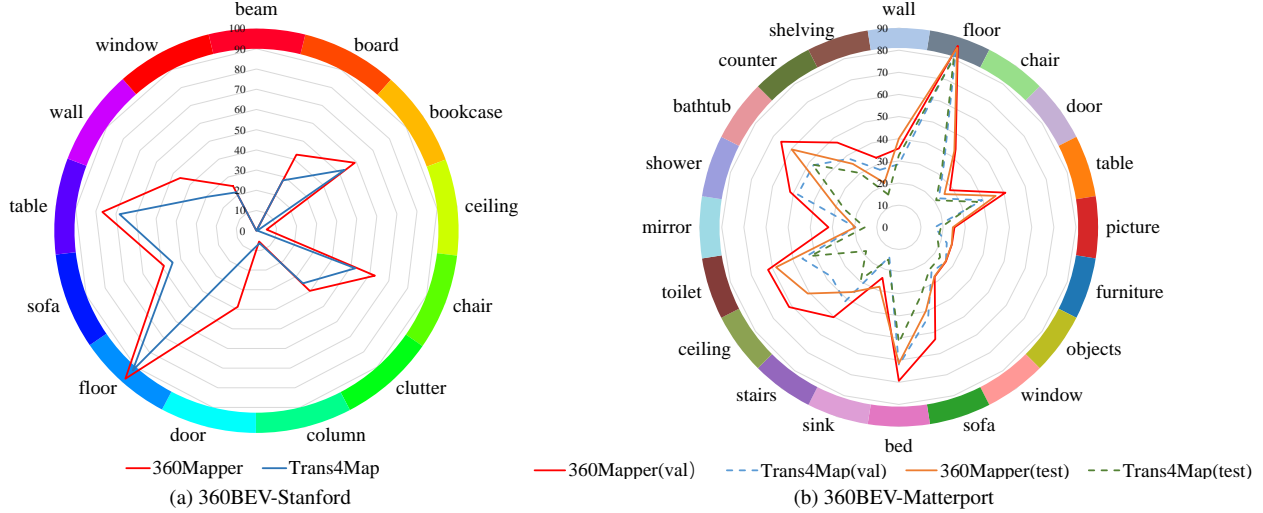 beam
board
bookcase
ceiling
chair
clutter
column
door
floor
sofa
table
wall
window
100
90
80
70
60
50
40
30
20
10
0
360Mapper Trans4Map
(a) 360BEV-Stanford
wall
floor
chair
door
table
picture
furniture
objects
window
sofa
bed
sink
stairs
ceiling
toilet
mirror
shower
bathtub
counter
shelving
90
80
70
60
50
40
30
20
10
0
360Mapper(val) Trans4Map(val) 360Mapper(test) Trans4Map(test)
(b) 360BEV-Matterport